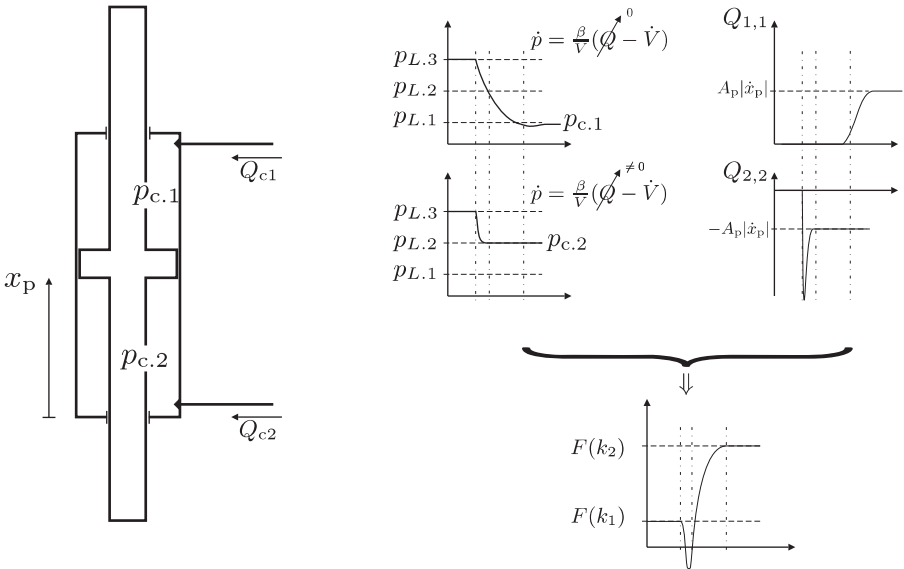 p_c.1
Q_c1
x_p
p_c.2
Q_c2
p_L.3
p_L.2
p_L.1
ṗ = β/V (Q − V̇)
0
p_c.1
Q_1,1
A_p|ẋ_p|
p_L.3
p_L.2
p_L.1
ṗ = β/V (Q − V̇)
≠0
p_c.2
Q_2,2
−A_p|ẋ_p|
⇓
F(k_2)
F(k_1)